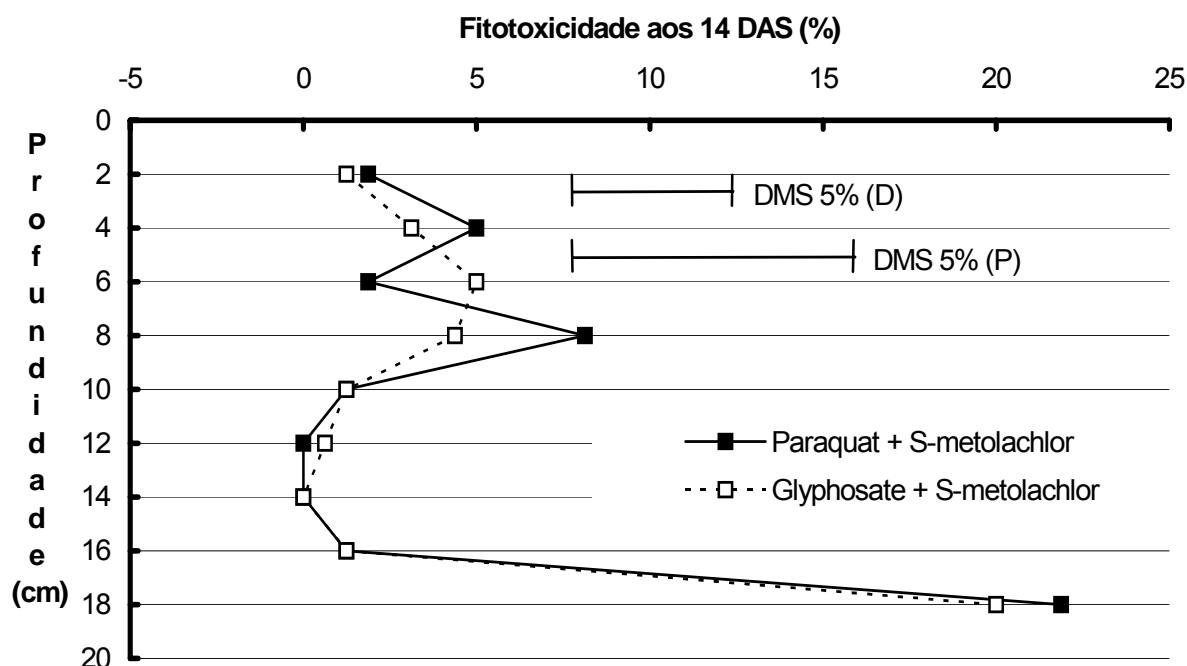 Fitotoxicidade aos 14 DAS (%)
-5 0 5 10 15 20 25
0
2
4
6
8
10
12
14
16
18
20
Profundidade
(cm)
DMS 5% (D)
DMS 5% (P)
Paraquat + S-metolachlor
Glyphosate + S-metolachlor